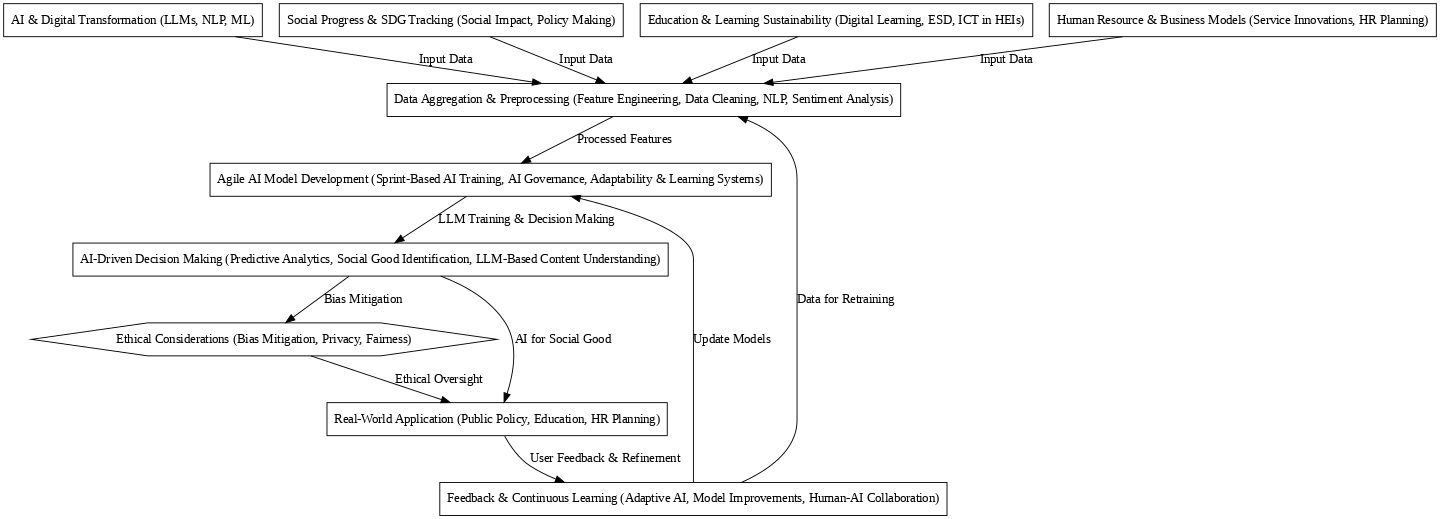 AI & Digital Transformation (LLMs, NLP, ML)
Social Progress & SDG Tracking (Social Impact, Policy Making)
Education & Learning Sustainability (Digital Learning, ESD, ICT in HEIs)
Human Resource & Business Models (Service Innovations, HR Planning)
Input Data
Input Data
Input Data
Input Data
Data Aggregation & Preprocessing (Feature Engineering, Data Cleaning, NLP, Sentiment Analysis)
Processed Features
Agile AI Model Development (Sprint-Based AI Training, AI Governance, Adaptability & Learning Systems)
LLM Training & Decision Making
AI-Driven Decision Making (Predictive Analytics, Social Good Identification, LLM-Based Content Understanding)
Bias Mitigation
Data for Retraining
Ethical Considerations (Bias Mitigation, Privacy, Fairness)
AI for Social Good
Update Models
Ethical Oversight
Real-World Application (Public Policy, Education, HR Planning)
User Feedback & Refinement
Feedback & Continuous Learning (Adaptive AI, Model Improvements, Human-AI Collaboration)